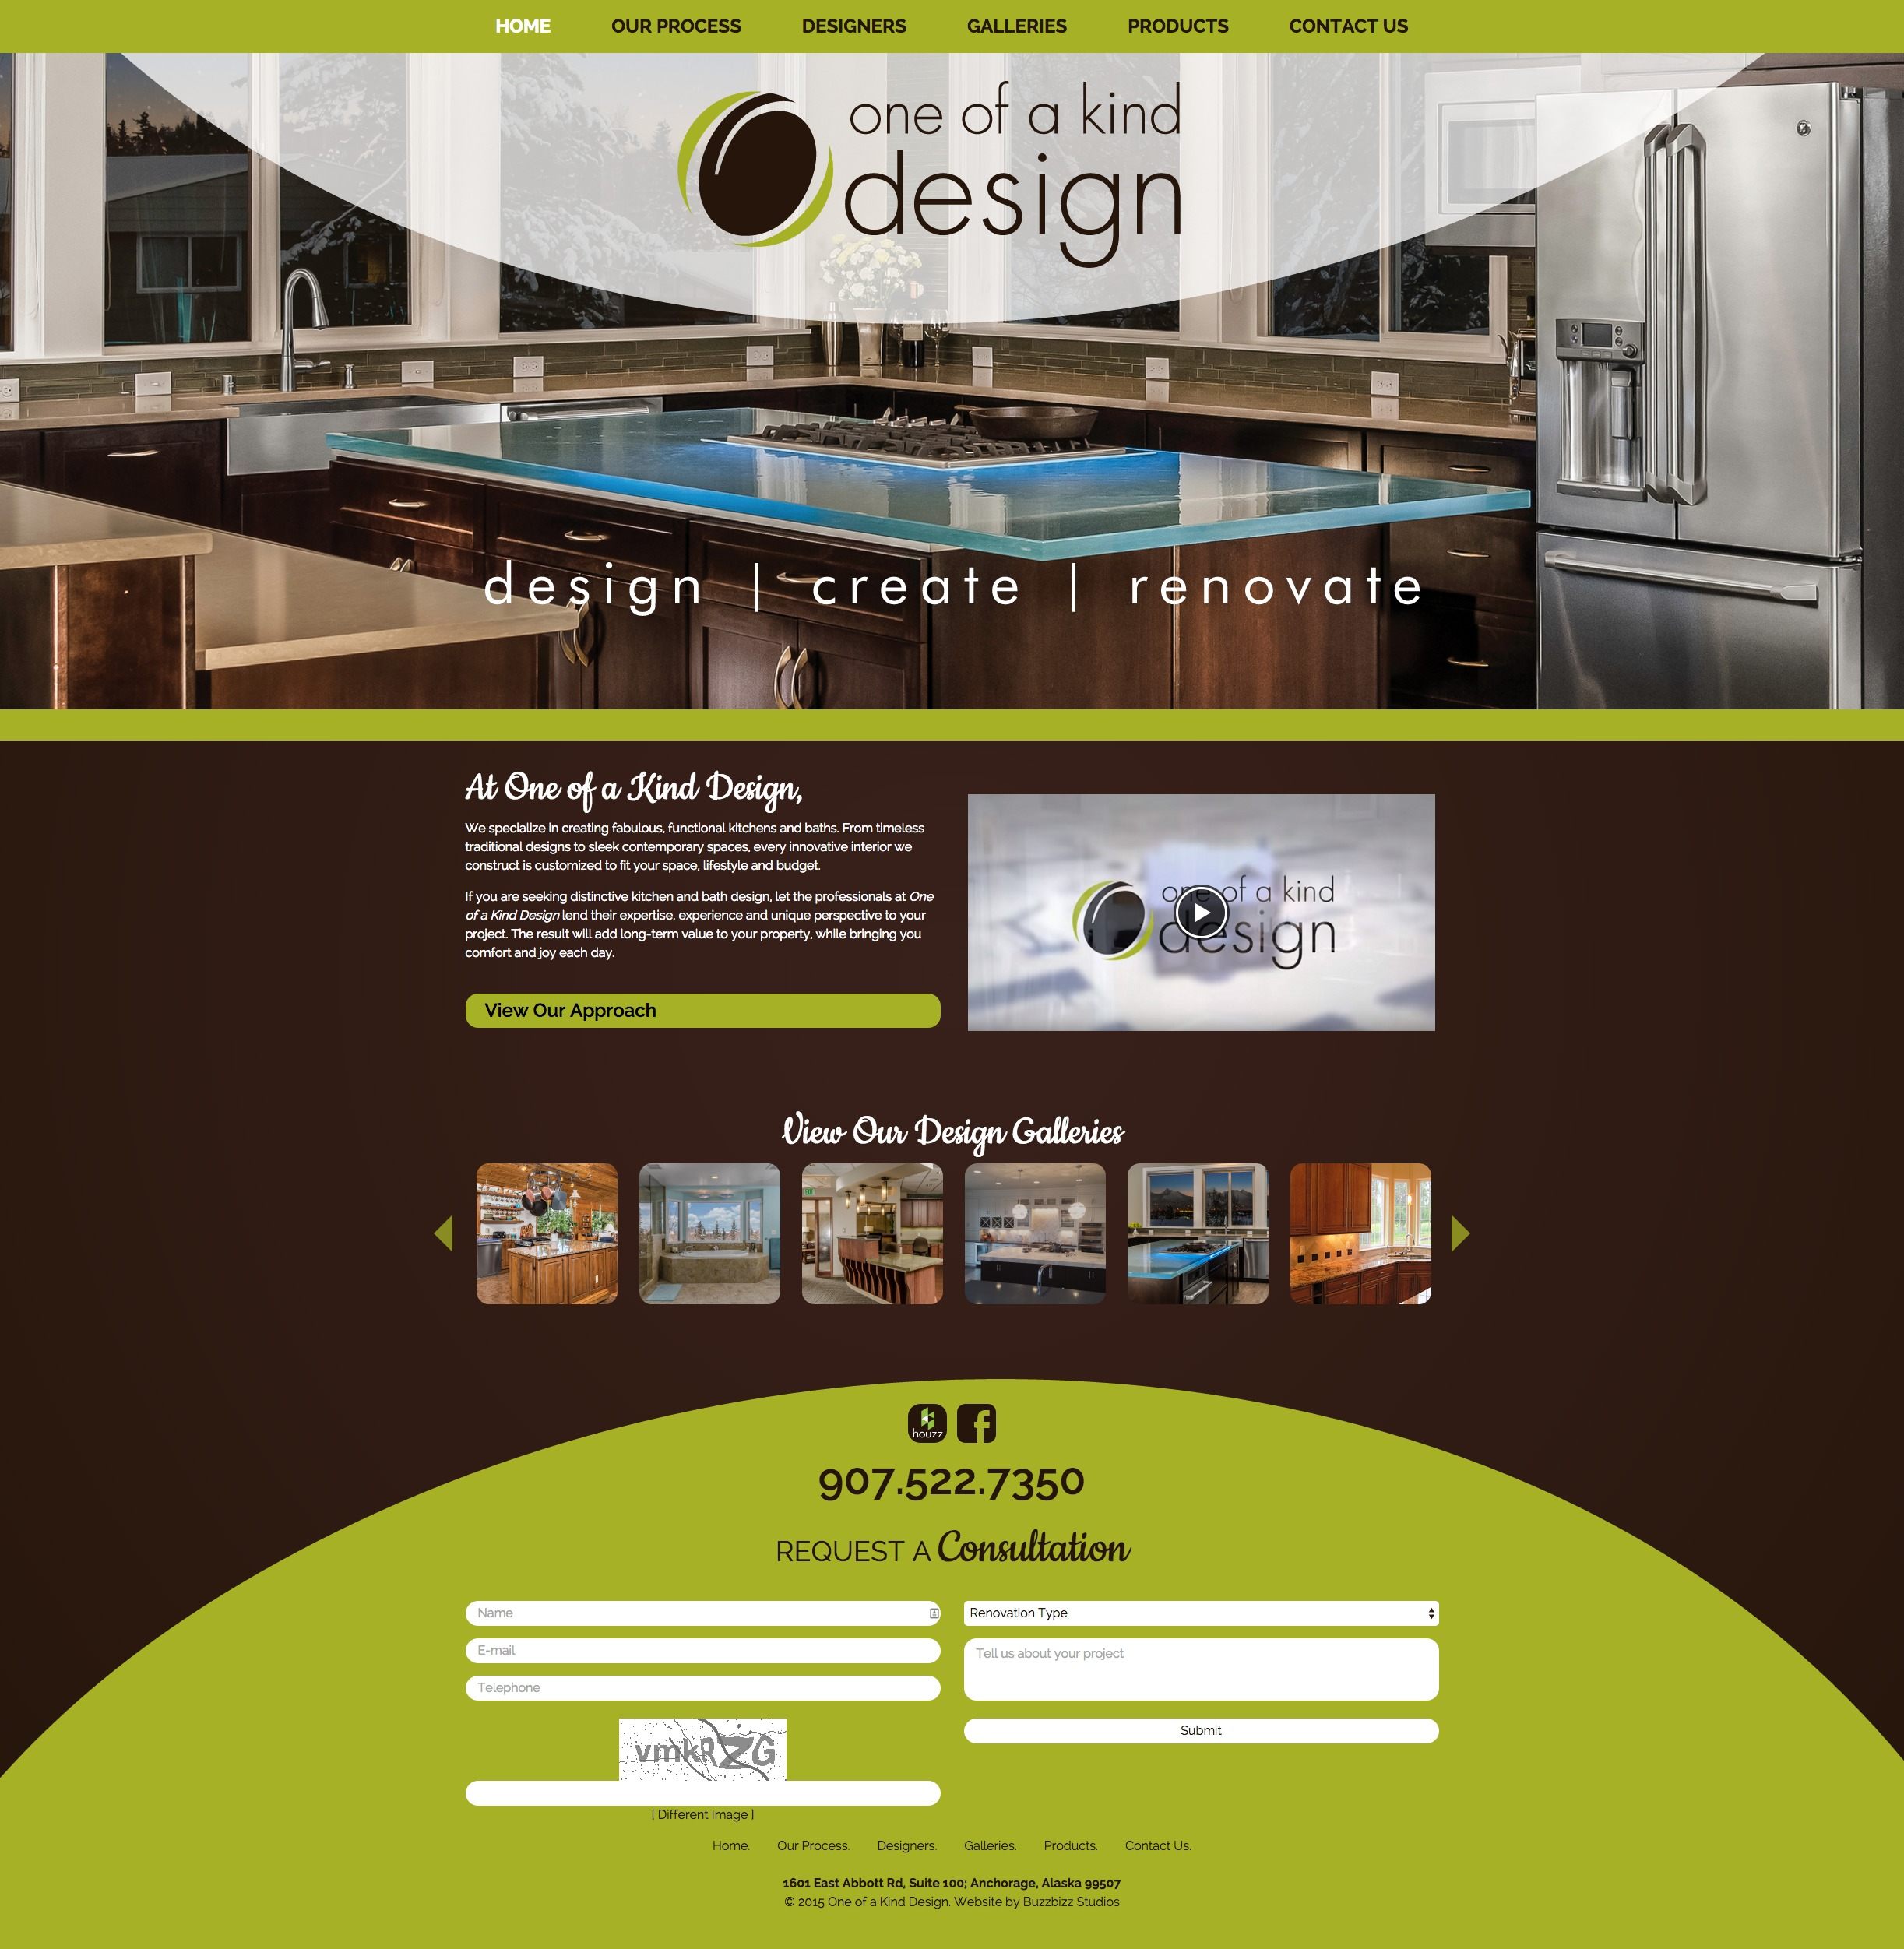 HOME OUR PROCESS DESIGNERS GALLERIES PRODUCTS CONTACT US
one of a kind
design
design | create | renovate
At One of a Kind Design,
We specialize in creating fabulous, functional kitchens and baths. From timeless
traditional designs to sleek contemporary spaces, every innovative interior we
construct is customized to fit your space, lifestyle and budget.
If you are seeking distinctive kitchen and bath design, let the professionals at One
of a Kind Design lend their expertise, experience and unique perspective to your
project. The result will add long-term value to your property, while bringing you
comfort and joy each day.
View Our Approach
one of a kind
design
View Our Design Galleries
houzz
907.522.7350
REQUEST A Consultation
Name
E-mail
Telephone
Renovation Type
Tell us about your project
Submit
vmkRZG
[ Different Image ]
Home. Our Process. Designers. Galleries. Products. Contact Us.
1601 East Abbott Rd, Suite 100; Anchorage, Alaska 99507
© 2015 One of a Kind Design. Website by Buzzbizz Studios